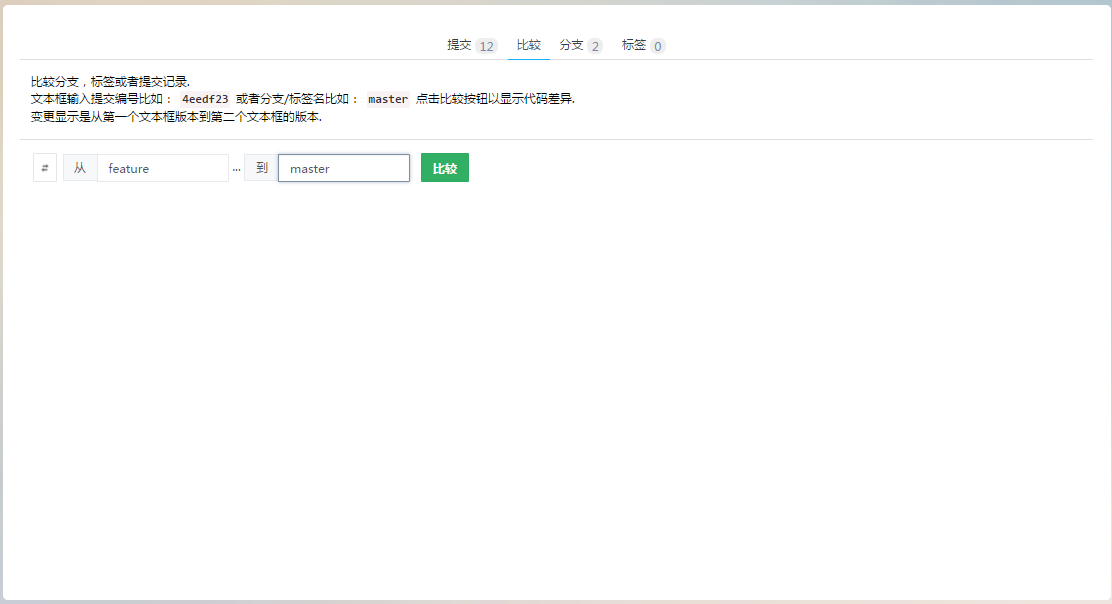 提交 12 比较 分支 2 标签 0
比较分支，标签或者提交记录.
文本框输入提交编号比如： 4eedf23 或者分支/标签名比如： master 点击比较按钮以显示代码差异.
变更显示是从第一个文本框版本到第二个文本框的版本.
从 feature ... 到 master 比较